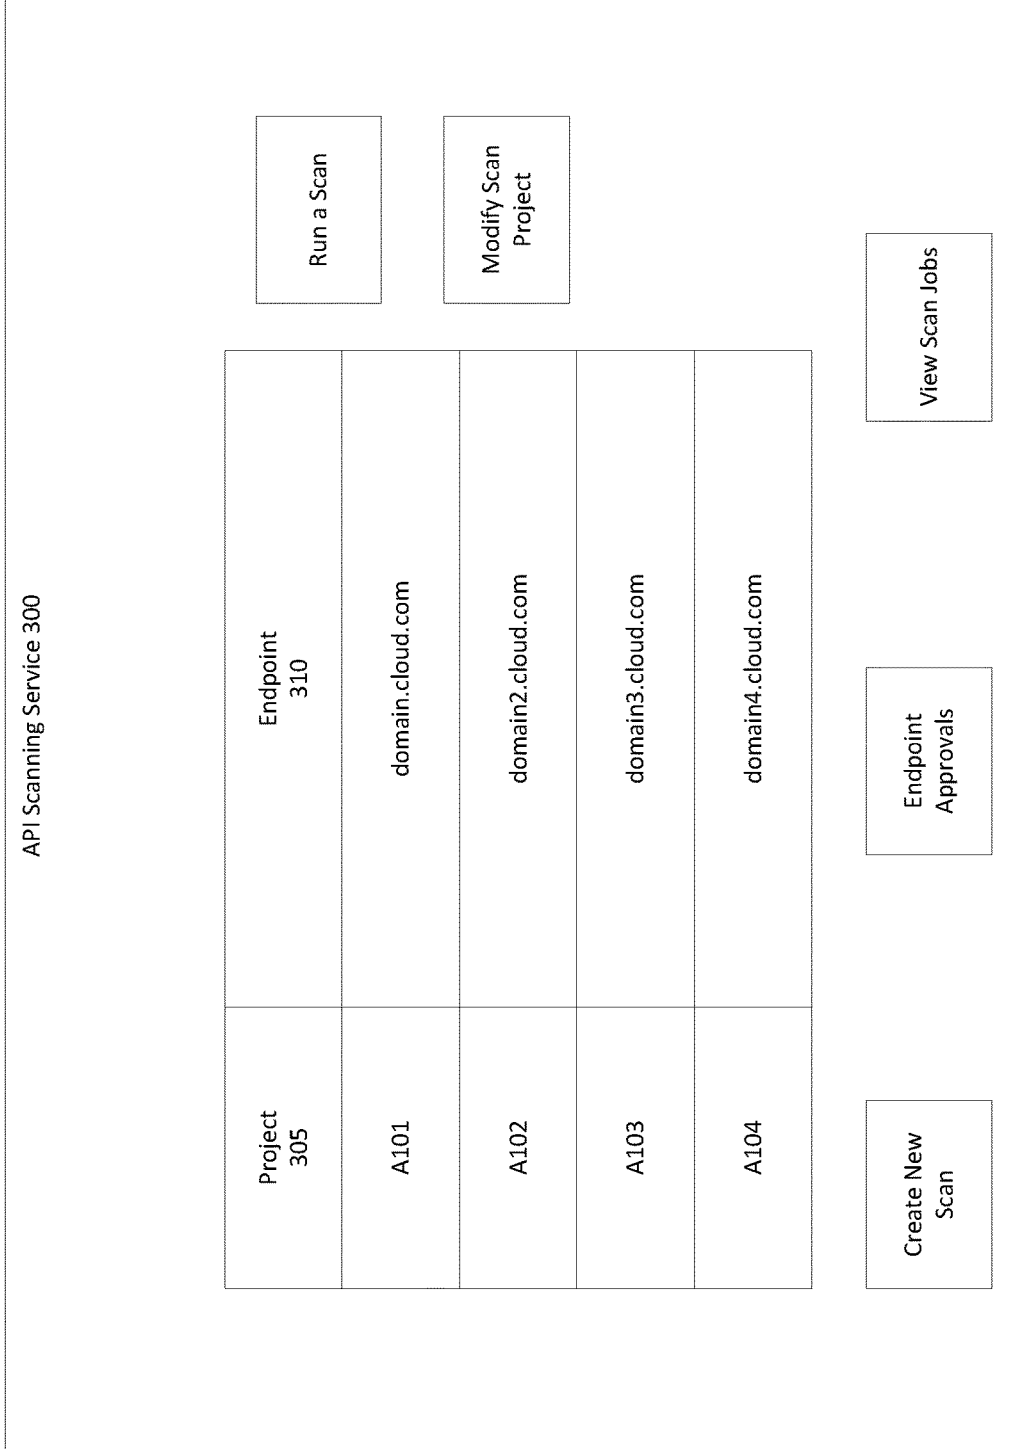 API Scanning Service 300
Project
305
Endpoint
310
A101
domain.cloud.com
A102
domain2.cloud.com
A103
domain3.cloud.com
A104
domain4.cloud.com
Run a Scan
Modify Scan
Project
Create New
Scan
Endpoint
Approvals
View Scan Jobs